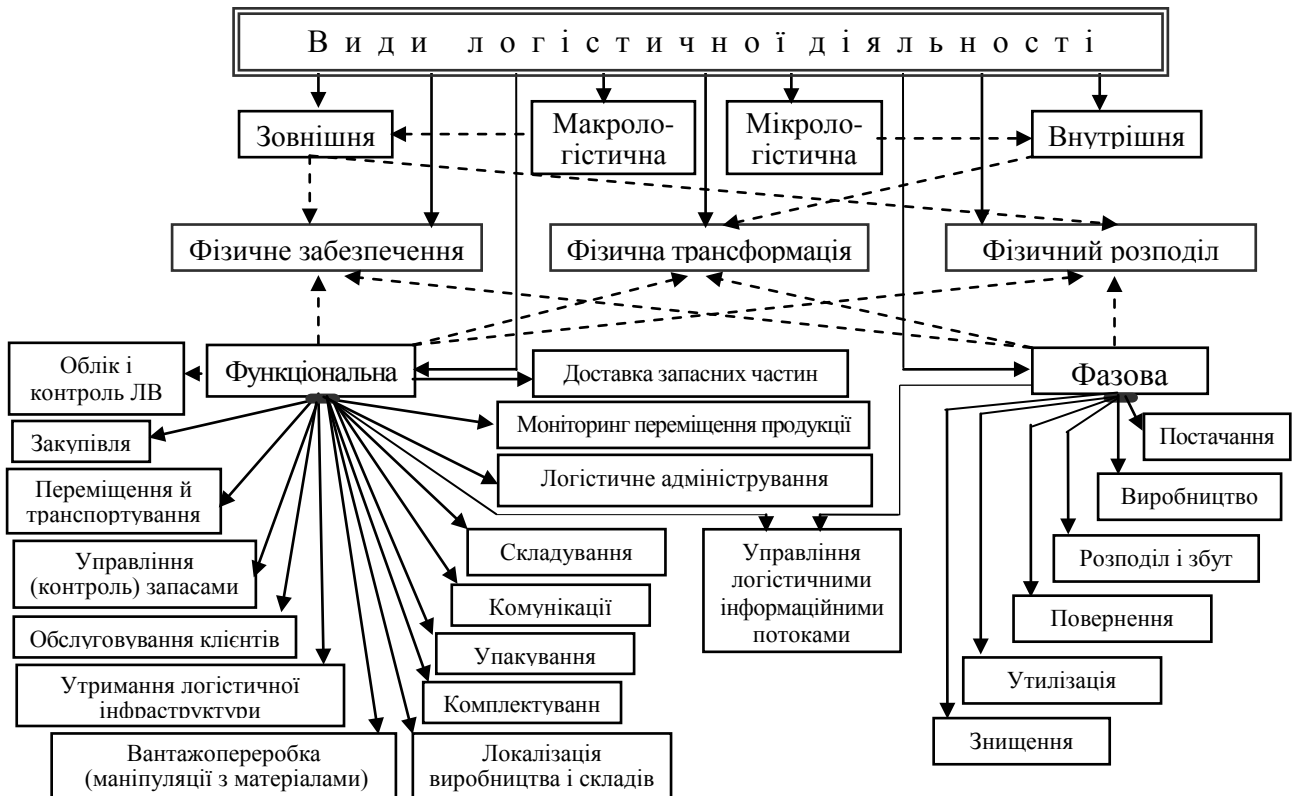 Види логістичної діяльності
Зовнішня
Макроло-
гістична
Мікроло-
гістична
Внутрішня
Фізичне забезпечення
Фізична трансформація
Фізичний розподіл
Облік і
контроль ЛВ
Функціональна
Доставка запасних частин
Фазова
Закупівля
Моніторинг переміщення продукції
Постачання
Переміщення й
транспортування
Логістичне адміністрування
Виробництво
Управління
(контроль) запасами
Складування
Управління
логістичними
інформаційними
потоками
Розподіл і збут
Комунікації
Повернення
Обслуговування клієнтів
Упакування
Утримання логістичної
інфраструктури
Комплектуванн
Утилізація
Вантажопереробка
(маніпуляції з матеріалами)
Локалізація
виробництва і складів
Знищення